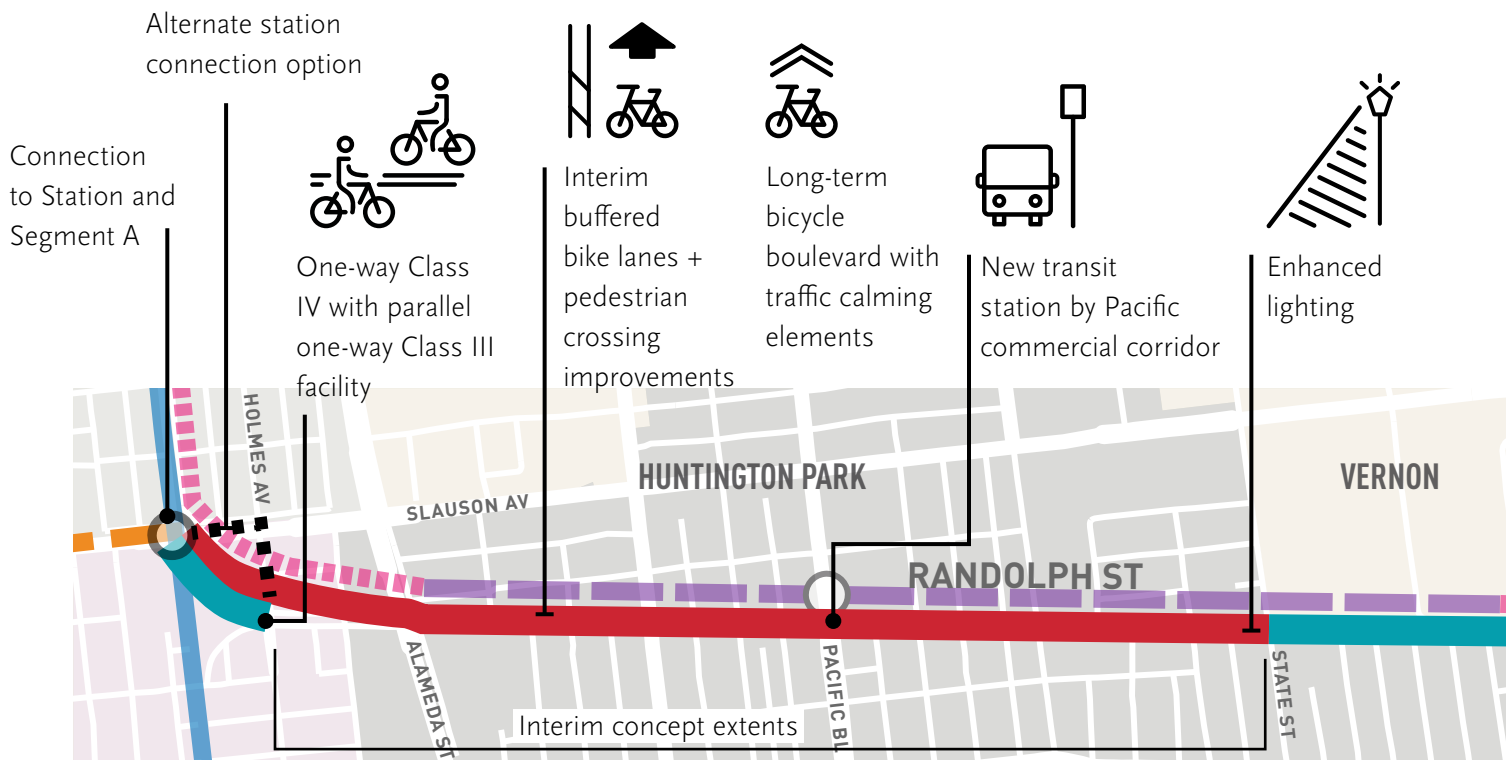 Alternate station
connection option
Connection
to Station and
Segment A
One-way Class
IV with parallel
one-way Class III
facility
Interim
buffered
bike lanes +
pedestrian
crossing
improvements
Long-term
bicycle
boulevard with
traffic calming
elements
New transit
station by Pacific
commercial corridor
Enhanced
lighting
HOLMES AV
SLAUSON AV
HUNTINGTON PARK
VERNON
RANDOLPH ST
ALAMEDA ST
PACIFIC BL
STATE ST
Interim concept extents